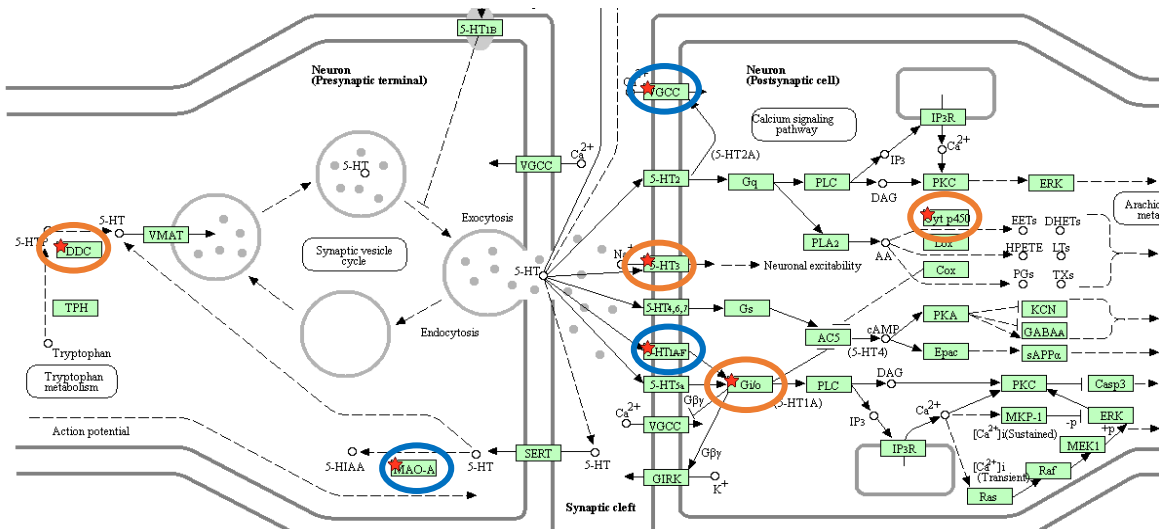 5-HT1B
Neuron
(Presynaptic terminal)
Neuron
(Postsynaptic cell)
Ca2+
VGCC
Calcium signaling
pathway
IP3R
IP3
Ca2+
(5-HT2A)
VGCC
Ca2+
5-HT
5-HT2
Gq
PLC
DAG
PKC
ERK
5-HT
5-HTP
DDC
VMAT
Exocytosis
Synaptic vesicle
cycle
PLA2
AA
Cyt p450
Lox
Cox
EETs
DHETs
HPETE
LTs
PGs
TXs
Arachi
meta
Na+
5-HT3
Neuronal excitability
5-HT
TPH
Endocytosis
5-HT4,6,7
Gs
AC5
cAMP
(5-HT4)
PKA
KCN
GABAA
Epac
sAPPα
Tryptophan
Tryptophan
metabolism
5-HT1AF
5-HT5a
Gi/o
(5-HT1A)
PLC
DAG
PKC
Casp3
Gβγ
Ca2+
VGCC
IP3
Ca2+
MKP-1
-p
ERK
+p
[Ca2+]i(Sustained)
MEK1
Action potential
5-HIAA
MAO-A
5-HT
SERT
5-HT
Gβγ
GIRK
K+
IP3R
[Ca2+]i
(Transient)
Raf
Ras
Synaptic cleft